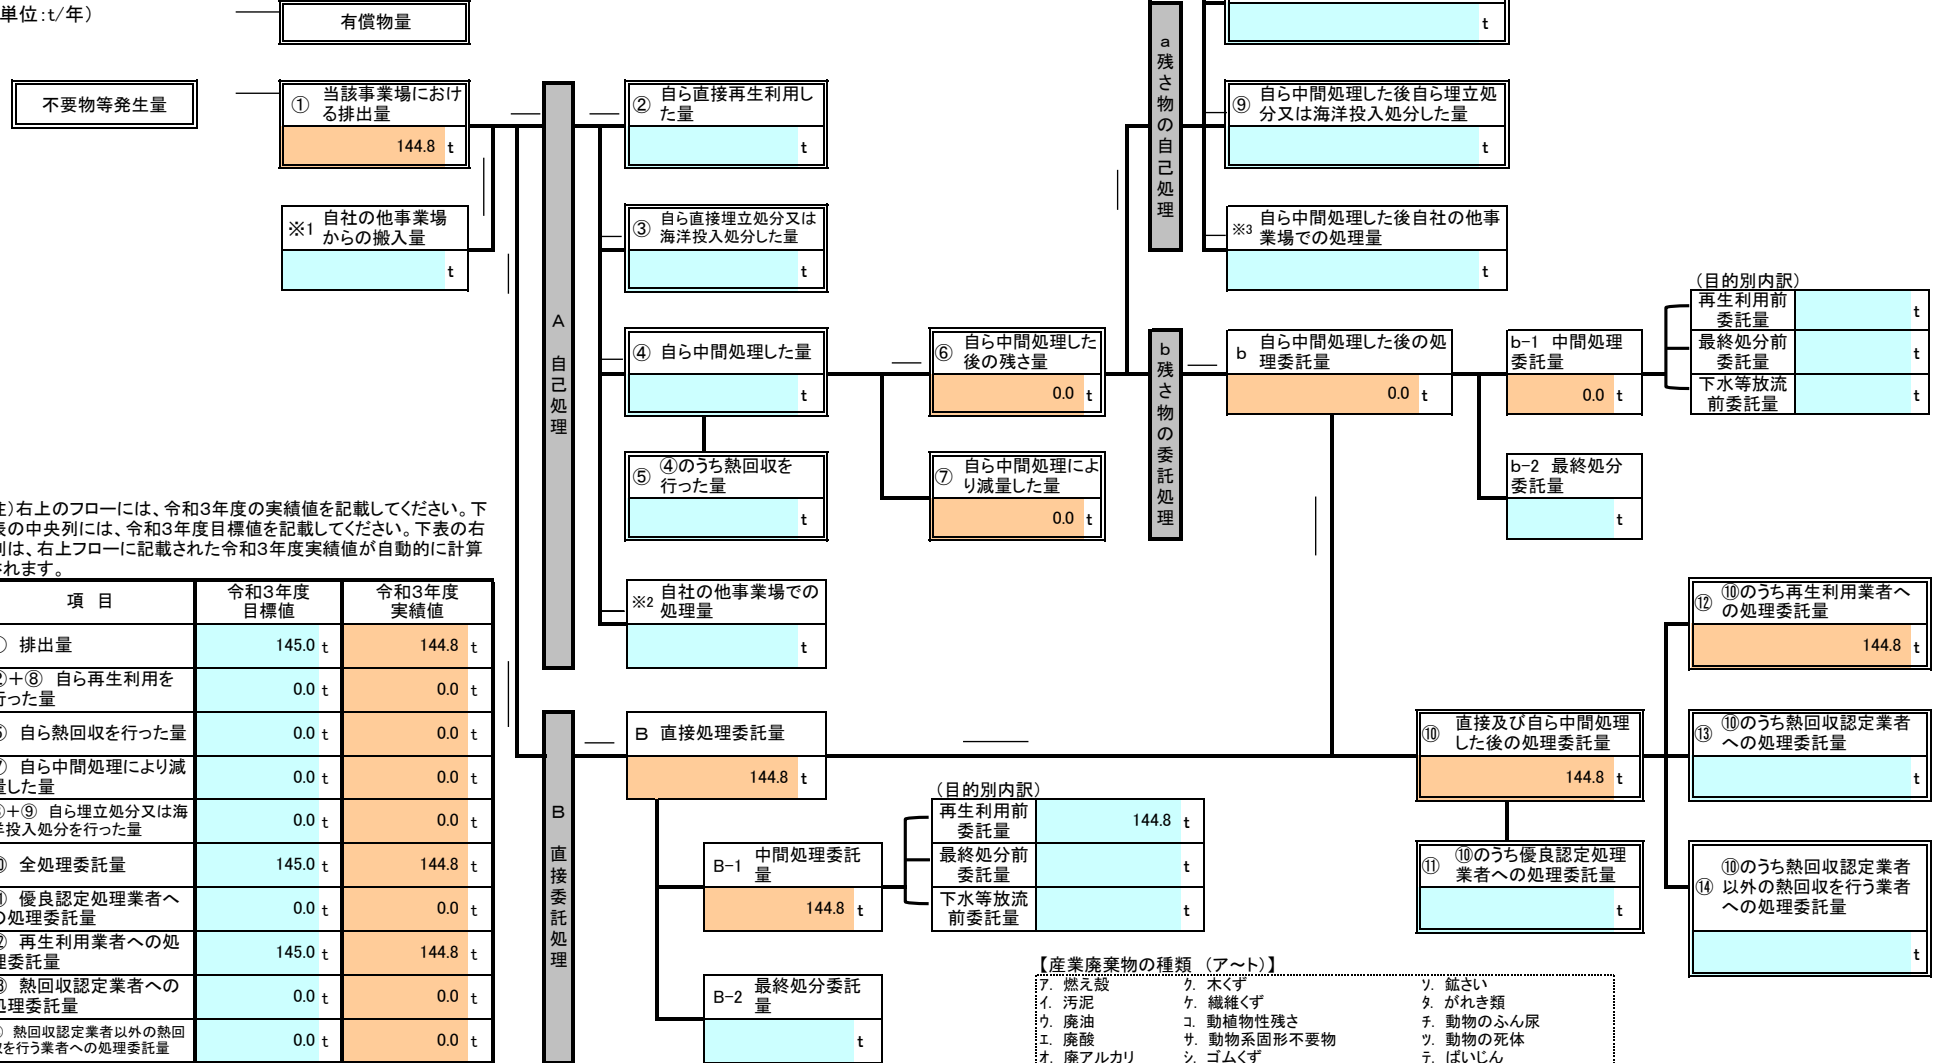 単位:t/年)
有償物量
不要物等発生量
① 当該事業場におけ
る排出量
144.8 t
※1 自社の他事業場
からの搬入量
t
A 自己処理
② 自ら直接再生利用し
た量
t
③ 自ら直接埋立処分又は
海洋投入処分した量
t
④ 自ら中間処理した量
t
⑤ ④のうち熱回収を
行った量
t
※2 自社の他事業場での
処理量
t
⑥ 自ら中間処理した
後の残さ量
0.0 t
⑦ 自ら中間処理によ
り減量した量
0.0 t
a残さ物の自己処理
t
⑨ 自ら中間処理した後自ら埋立処
分又は海洋投入処分した量
t
※3 自ら中間処理した後自社の他事
業場での処理量
t
b残さ物の委託処理
b 自ら中間処理した後の処
理委託量
0.0 t
b-1 中間処理
委託量
0.0 t
b-2 最終処分
委託量
t
(目的別内訳)
再生利用前
委託量
t
最終処分前
委託量
t
下水等放流
前委託量
t
注)右上のフローには、令和3年度の実績値を記載してください。下
表の中央列には、令和3年度目標値を記載してください。下表の右
列は、右上フローに記載された令和3年度実績値が自動的に計算
されます。
項 目
令和3年度
目標値
令和3年度
実績値
① 排出量 145.0 t 144.8 t
②+⑧ 自ら再生利用を
行った量 0.0 t 0.0 t
⑤ 自ら熱回収を行った量 0.0 t 0.0 t
⑦ 自ら中間処理により減
量した量 0.0 t 0.0 t
③+⑨ 自ら埋立処分又は海
洋投入処分を行った量 0.0 t 0.0 t
⑩ 全処理委託量 145.0 t 144.8 t
⑪ 優良認定処理業者へ
の処理委託量 0.0 t 0.0 t
⑫ 再生利用業者への処
理委託量 145.0 t 144.8 t
⑬ 熱回収認定業者への
処理委託量 0.0 t 0.0 t
⑭ 熱回収認定業者以外の熱回
収を行う業者への処理委託量 0.0 t 0.0 t
B 直接委託処理
B 直接処理委託量
144.8 t
B-1 中間処理委託
量
144.8 t
B-2 最終処分委託
量
t
(目的別内訳)
再生利用前
委託量
144.8 t
最終処分前
委託量
t
下水等放流
前委託量
t
⑩ 直接及び自ら中間処理
した後の処理委託量
144.8 t
⑪ ⑩のうち優良認定処理
業者への処理委託量
t
⑫ ⑩のうち再生利用業者へ
の処理委託量
144.8 t
⑬ ⑩のうち熱回収認定業者
への処理委託量
t
⑭ ⑩のうち熱回収認定業者
以外の熱回収を行う業者
への処理委託量
t
【産業廃棄物の種類 (ア~ト)】
ア. 燃え殻 ク. 木くず ソ. 鉱さい
イ. 汚泥 ケ. 繊維くず タ. がれき類
ウ. 廃油 コ. 動植物性残さ チ. 動物のふん尿
エ. 廃酸 サ. 動物系固形不要物 ツ. 動物の死体
オ. 廃アルカリ シ. ゴムくず テ. ばいじん